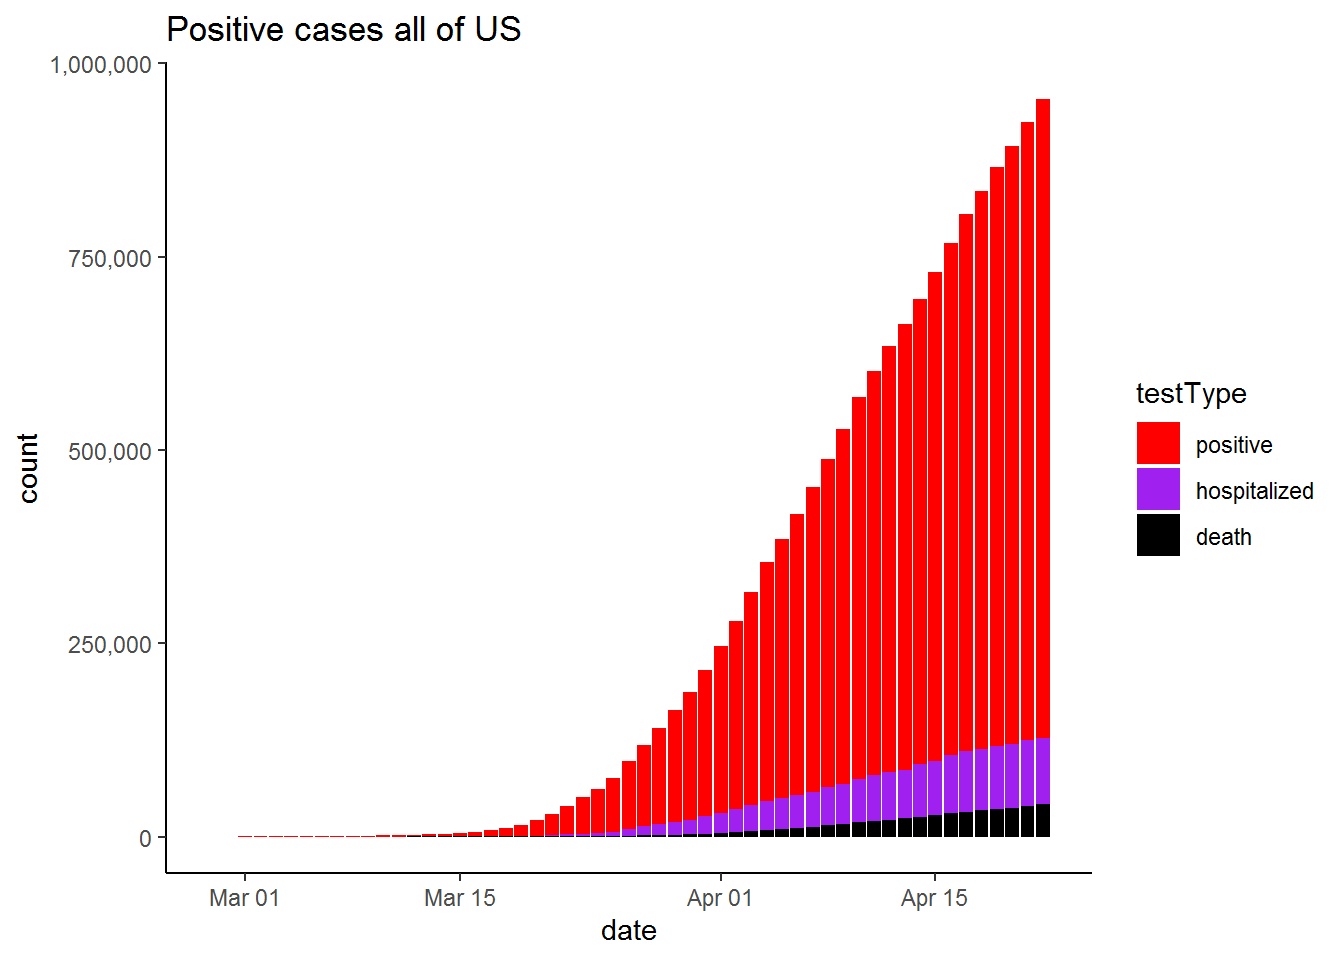 Positive cases all of US
1,000,000
750,000
500,000
250,000
0
count
Mar 01
Mar 15
Apr 01
Apr 15
date
testType
positive
hospitalized
death